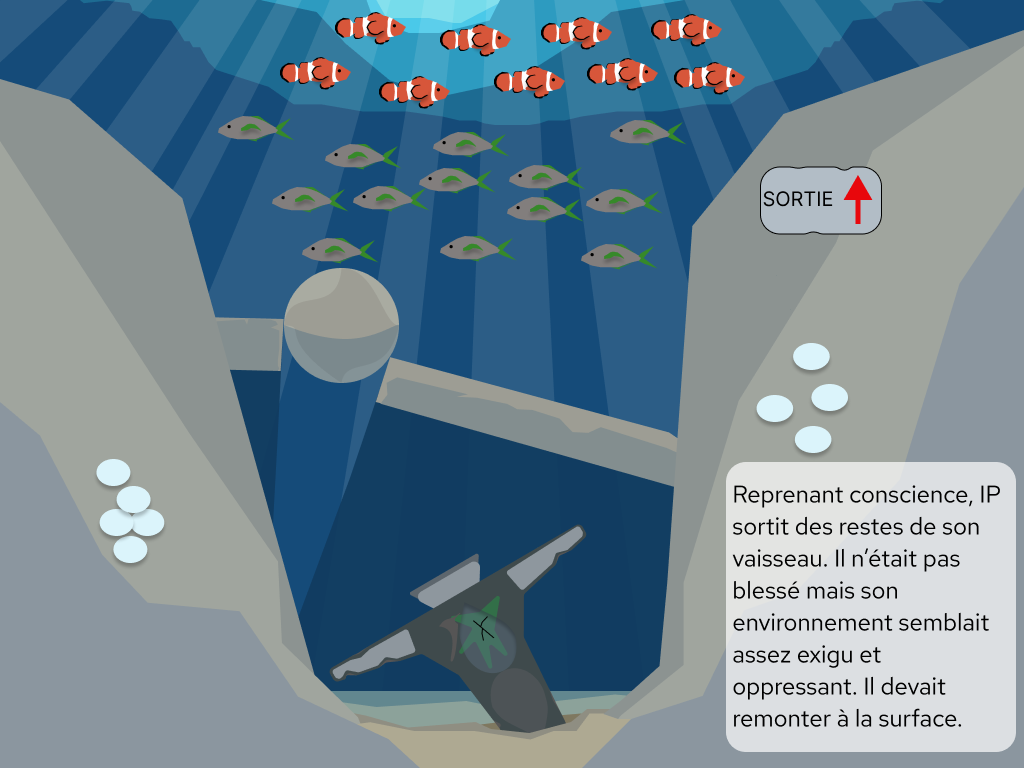 SORTIE
Reprenant conscience, IP
sortit des restes de son
vaisseau. Il n’était pas
blessé mais son
environnement semblait
assez exigu et
oppressant. Il devait
remonter à la surface.